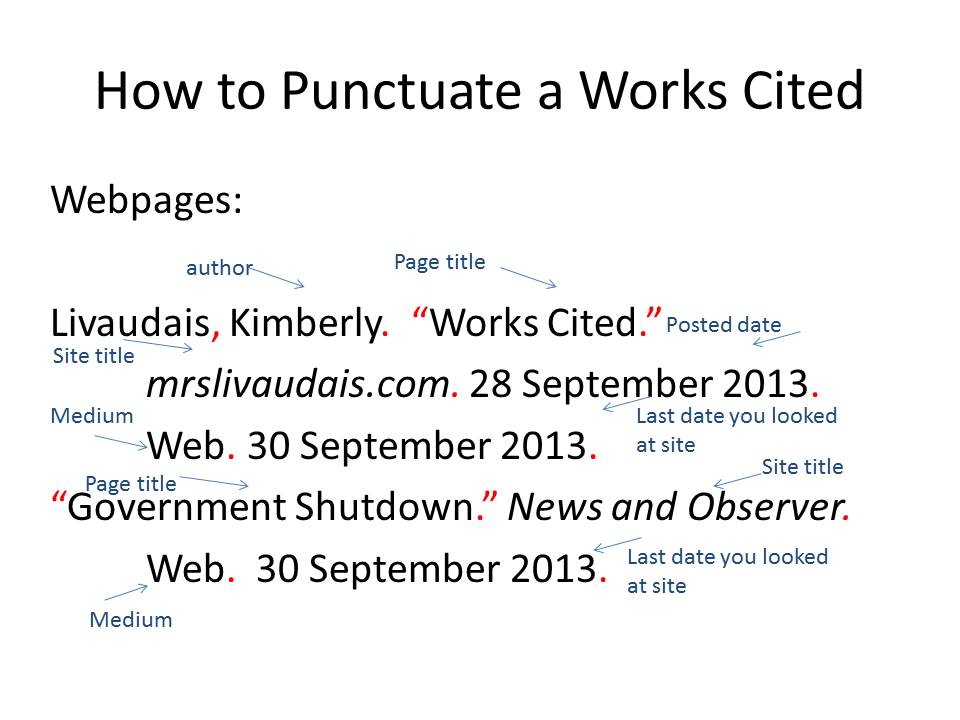 How to Punctuate a Works Cited
Webpages:
author
Page title
Livaudais, Kimberly.  “Works Cited.”
Posted date
Site title
mrslivaudais.com. 28 September 2013.
Medium
Last date you looked
at site
Web. 30 September 2013.
Site title
Page title
“Government Shutdown.” News and Observer.
Web.  30 September 2013.
Last date you looked
at site
Medium